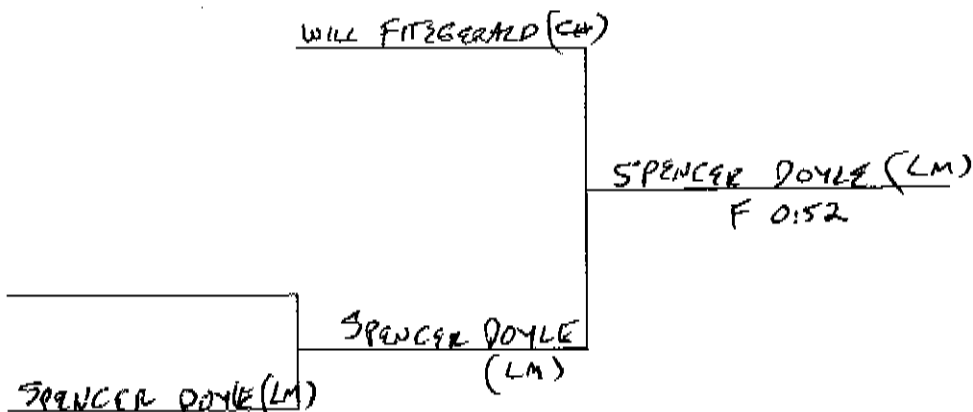 WILL FITZGERALD (CH)
SPENCER DOYLE (LM)
F 0:52
SPENCER DOYLE
(LM)
SPENCER DOYLE (LM)